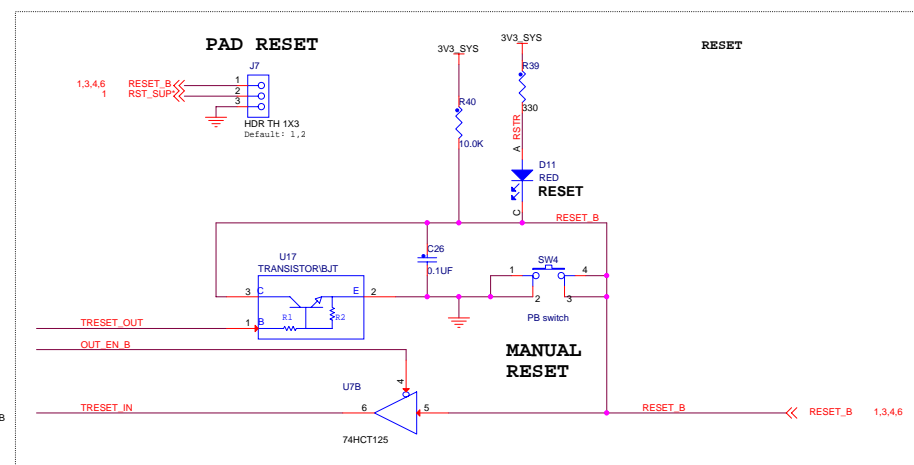 PAD RESET
RESET
3V3_SYS
3V3_SYS
J7
R39
1,3,4,6 RESET_B 1
1 RST_SUP* 2
3
R40
330
HDR TH 1X3
Default: 1,2
RSTR
10.0K
A
D11
RED
RESET
C
RESET_B
U17
C26
TRANSISTOR\BJT
0.1UF
SW4
1 4
3 C E 2
2 3
R1 R2
TRESET_OUT 1 B
PB switch
OUT_EN_B
MANUAL
RESET
4
U7B
TRESET_IN 6 5 RESET_B RESET_B 1,3,4,6
B
74HCT125